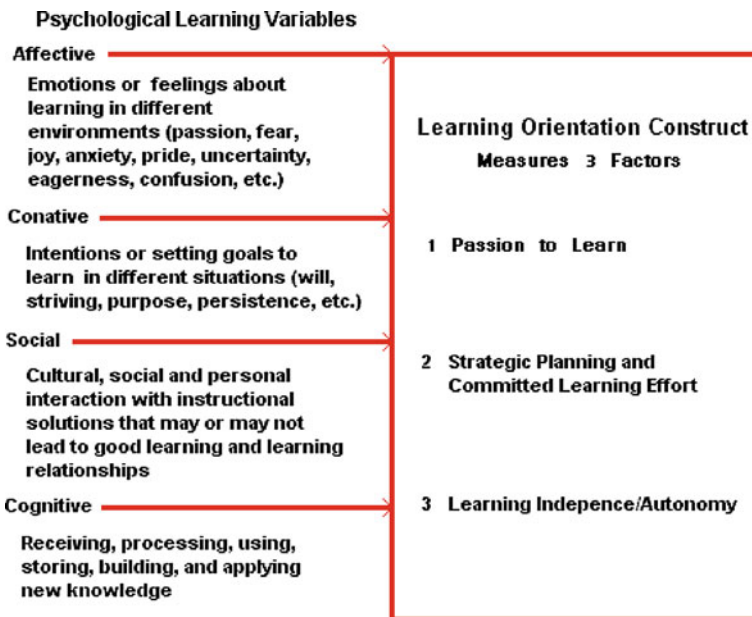 Psychological Learning Variables
Affective
Emotions or feelings about
learning in different
environments (passion, fear,
joy, anxiety, pride, uncertainty,
eagerness, confusion, etc.)
Conative
Intentions or setting goals to
learn in different situations (will,
striving, purpose, persistence, etc.)
Social
Cultural, social and personal
interaction with instructional
solutions that may or may not
lead to good learning and learning
relationships
Cognitive
Receiving, processing, using,
storing, building, and applying
new knowledge
Learning Orientation Construct
Measures 3 Factors
1 Passion to Learn
2 Strategic Planning and
Committed Learning Effort
3 Learning Indepence/Autonomy